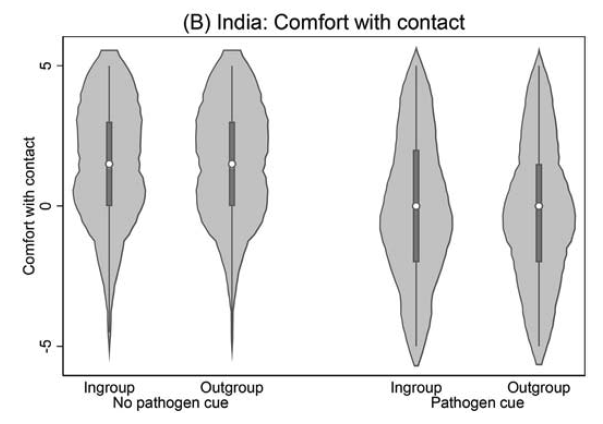 (B) India: Comfort with contact
Comfort with contact
5
0
-5
Ingroup Outgroup Ingroup Outgroup
No pathogen cue Pathogen cue